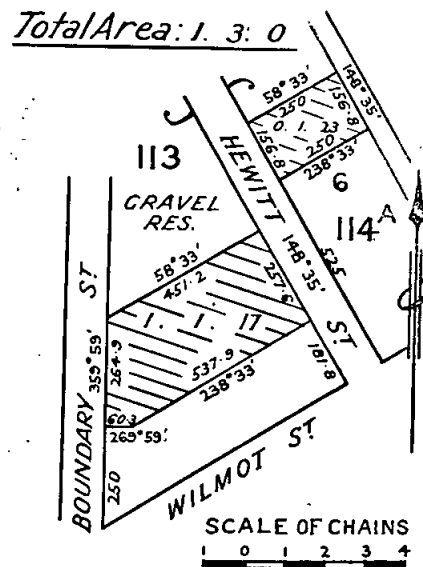 Total Area: 1. 3: 0
58° 33'
250
148° 35'
156.8
0. 1. 23
156.8
250
238° 33'
113
HEWITT ST
148° 35'
6
114A
525
GRAVEL
RES.
58° 33'
451.2
257.6
1. 1. 17
BOUNDARY ST
359° 59'
264.9
537.9
238° 33'
181.8
60.3
269° 59'.
250
WILMOT ST.
SCALE OF CHAINS
1 0 1 2 3 4